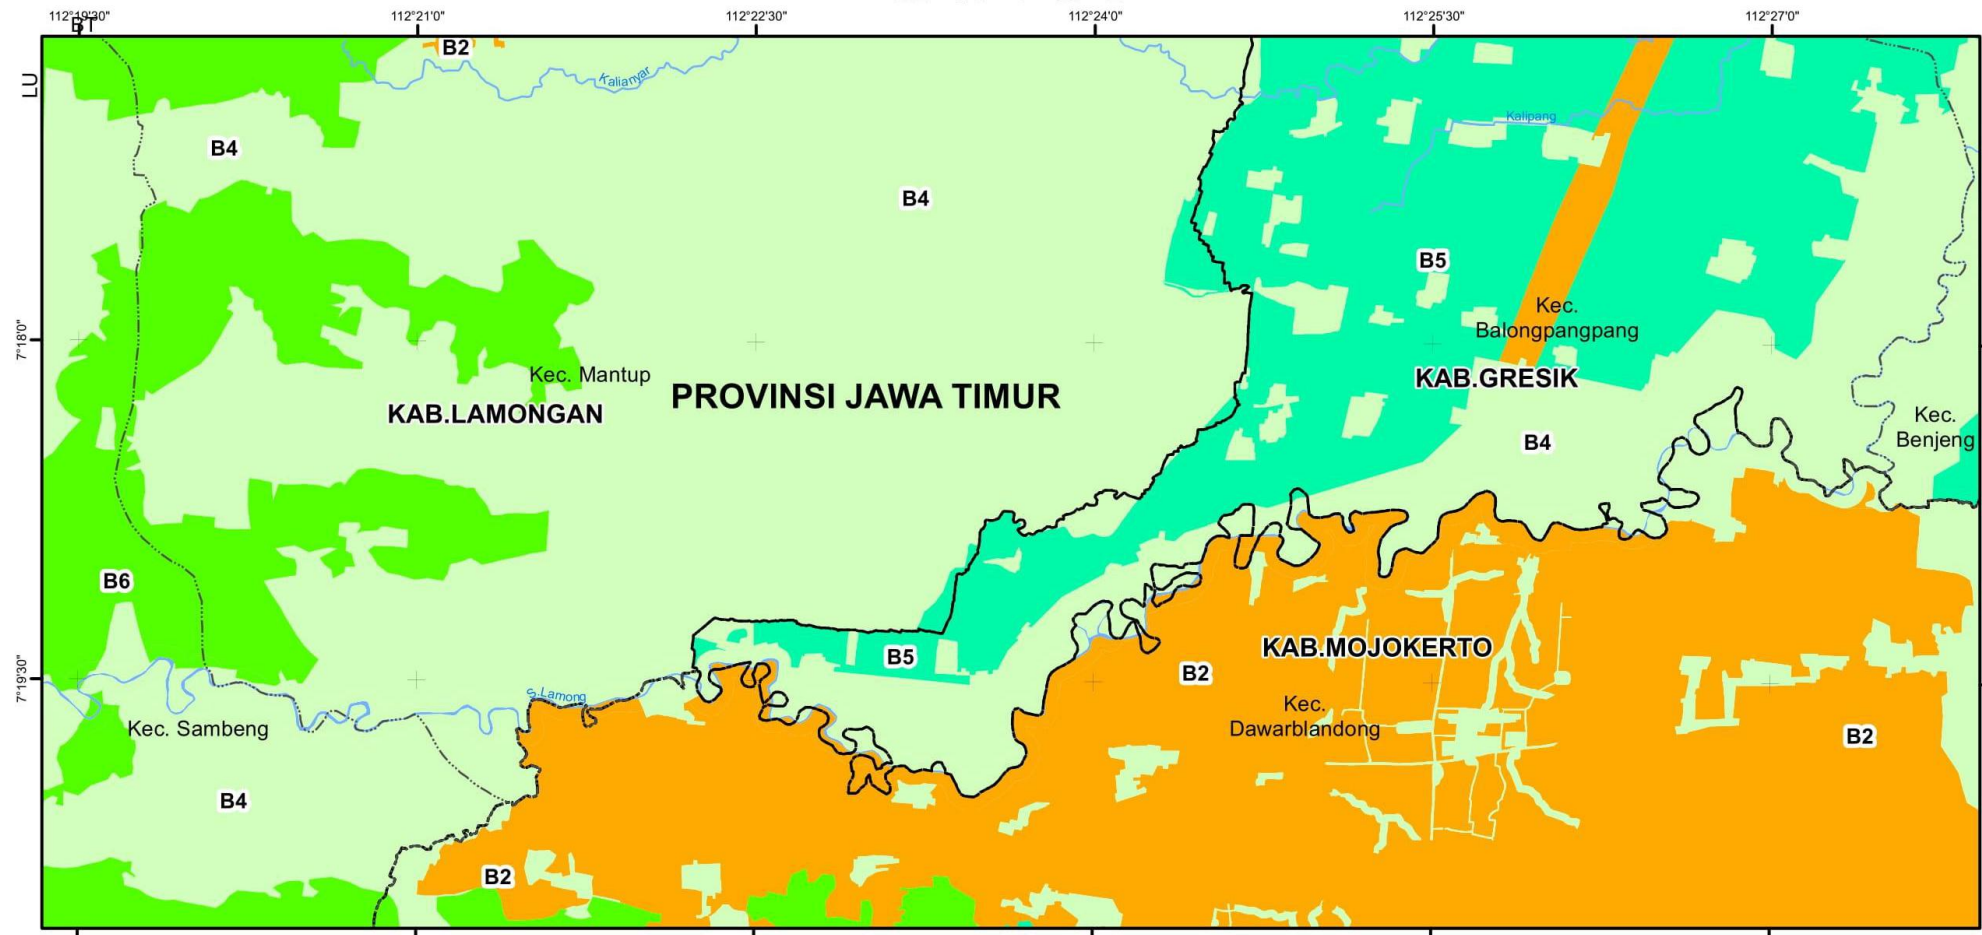 112°19'30"
112°21'0"
112°22'30"
112°24'0"
112°25'30"
112°27'0"
BT
LU
B2
Kalianyar
Kalipang
B4
B4
B5
Kec.
Balongpangpang
7°18'0"
Kec. Mantup
KAB.GRESIK
PROVINSI JAWA TIMUR
KAB.LAMONGAN
Kec.
Benjeng
B4
B6
KAB.MOJOKERTO
B5
B2
7°19'30"
S.Lamong
Kec.
Dawarblandong
Kec. Sambeng
B2
B4
B2